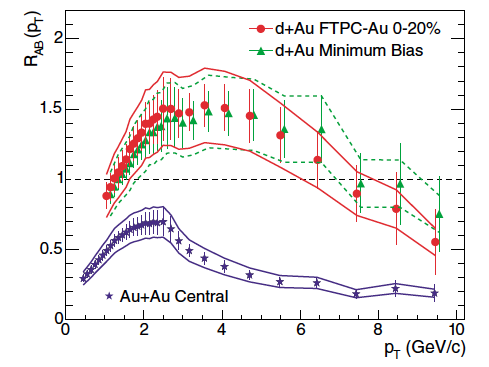 R_AB (p_T)
d+Au FTPC-Au 0-20%
d+Au Minimum Bias
2
1.5
1
0.5
0
Au+Au Central
0 2 4 6 8 10
p_T (GeV/c)